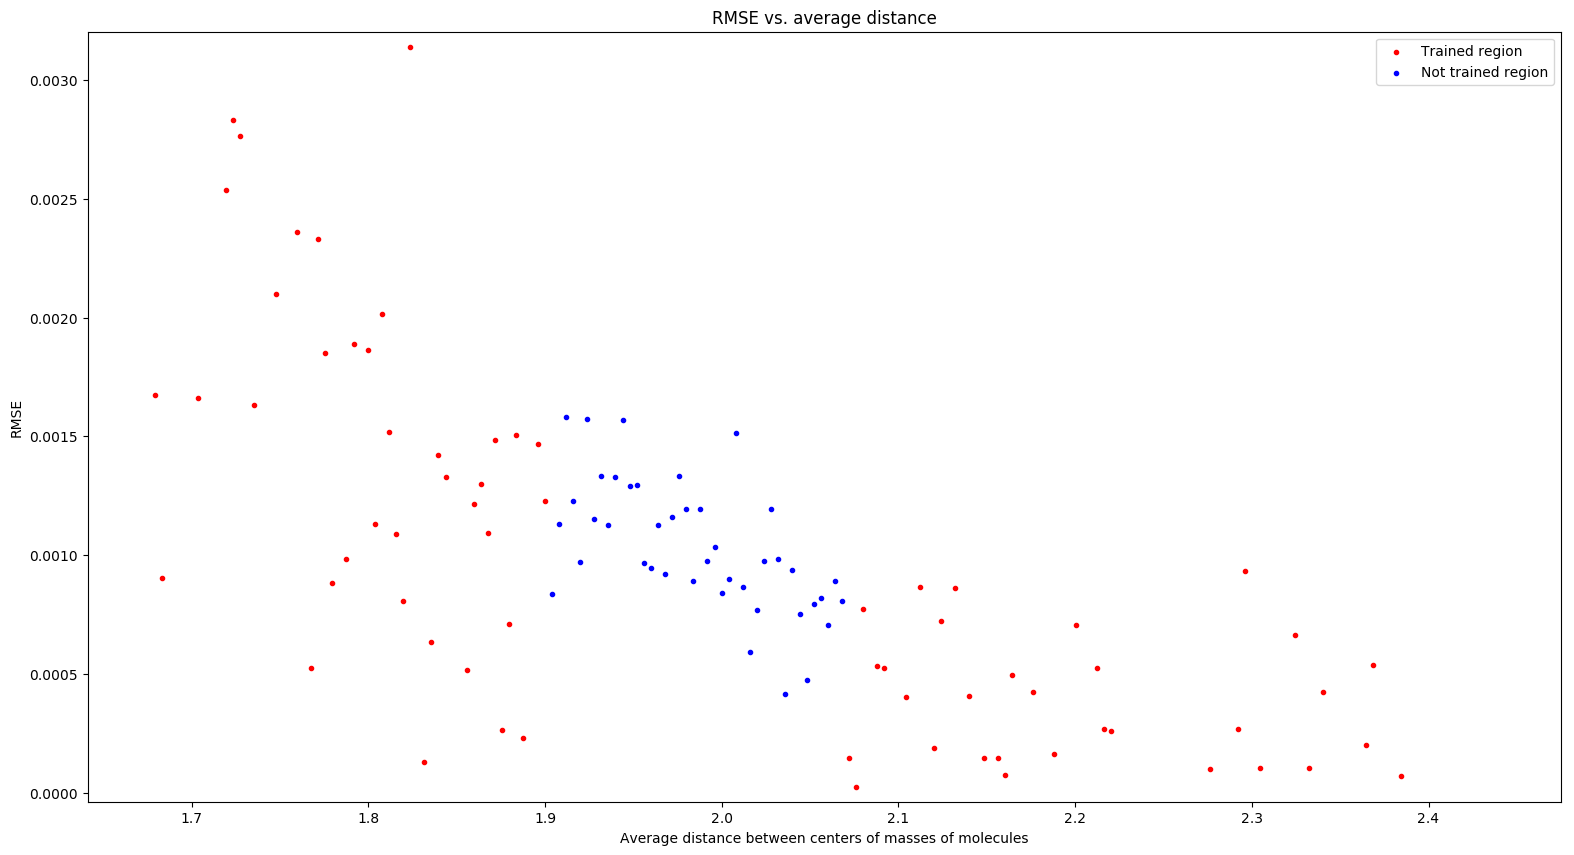 RMSE vs. average distance
Trained region
Not trained region
0.0030
0.0025
0.0020
0.0015
0.0010
0.0005
0.0000
RMSE
1.7 1.8 1.9 2.0 2.1 2.2 2.3 2.4
Average distance between centers of masses of molecules